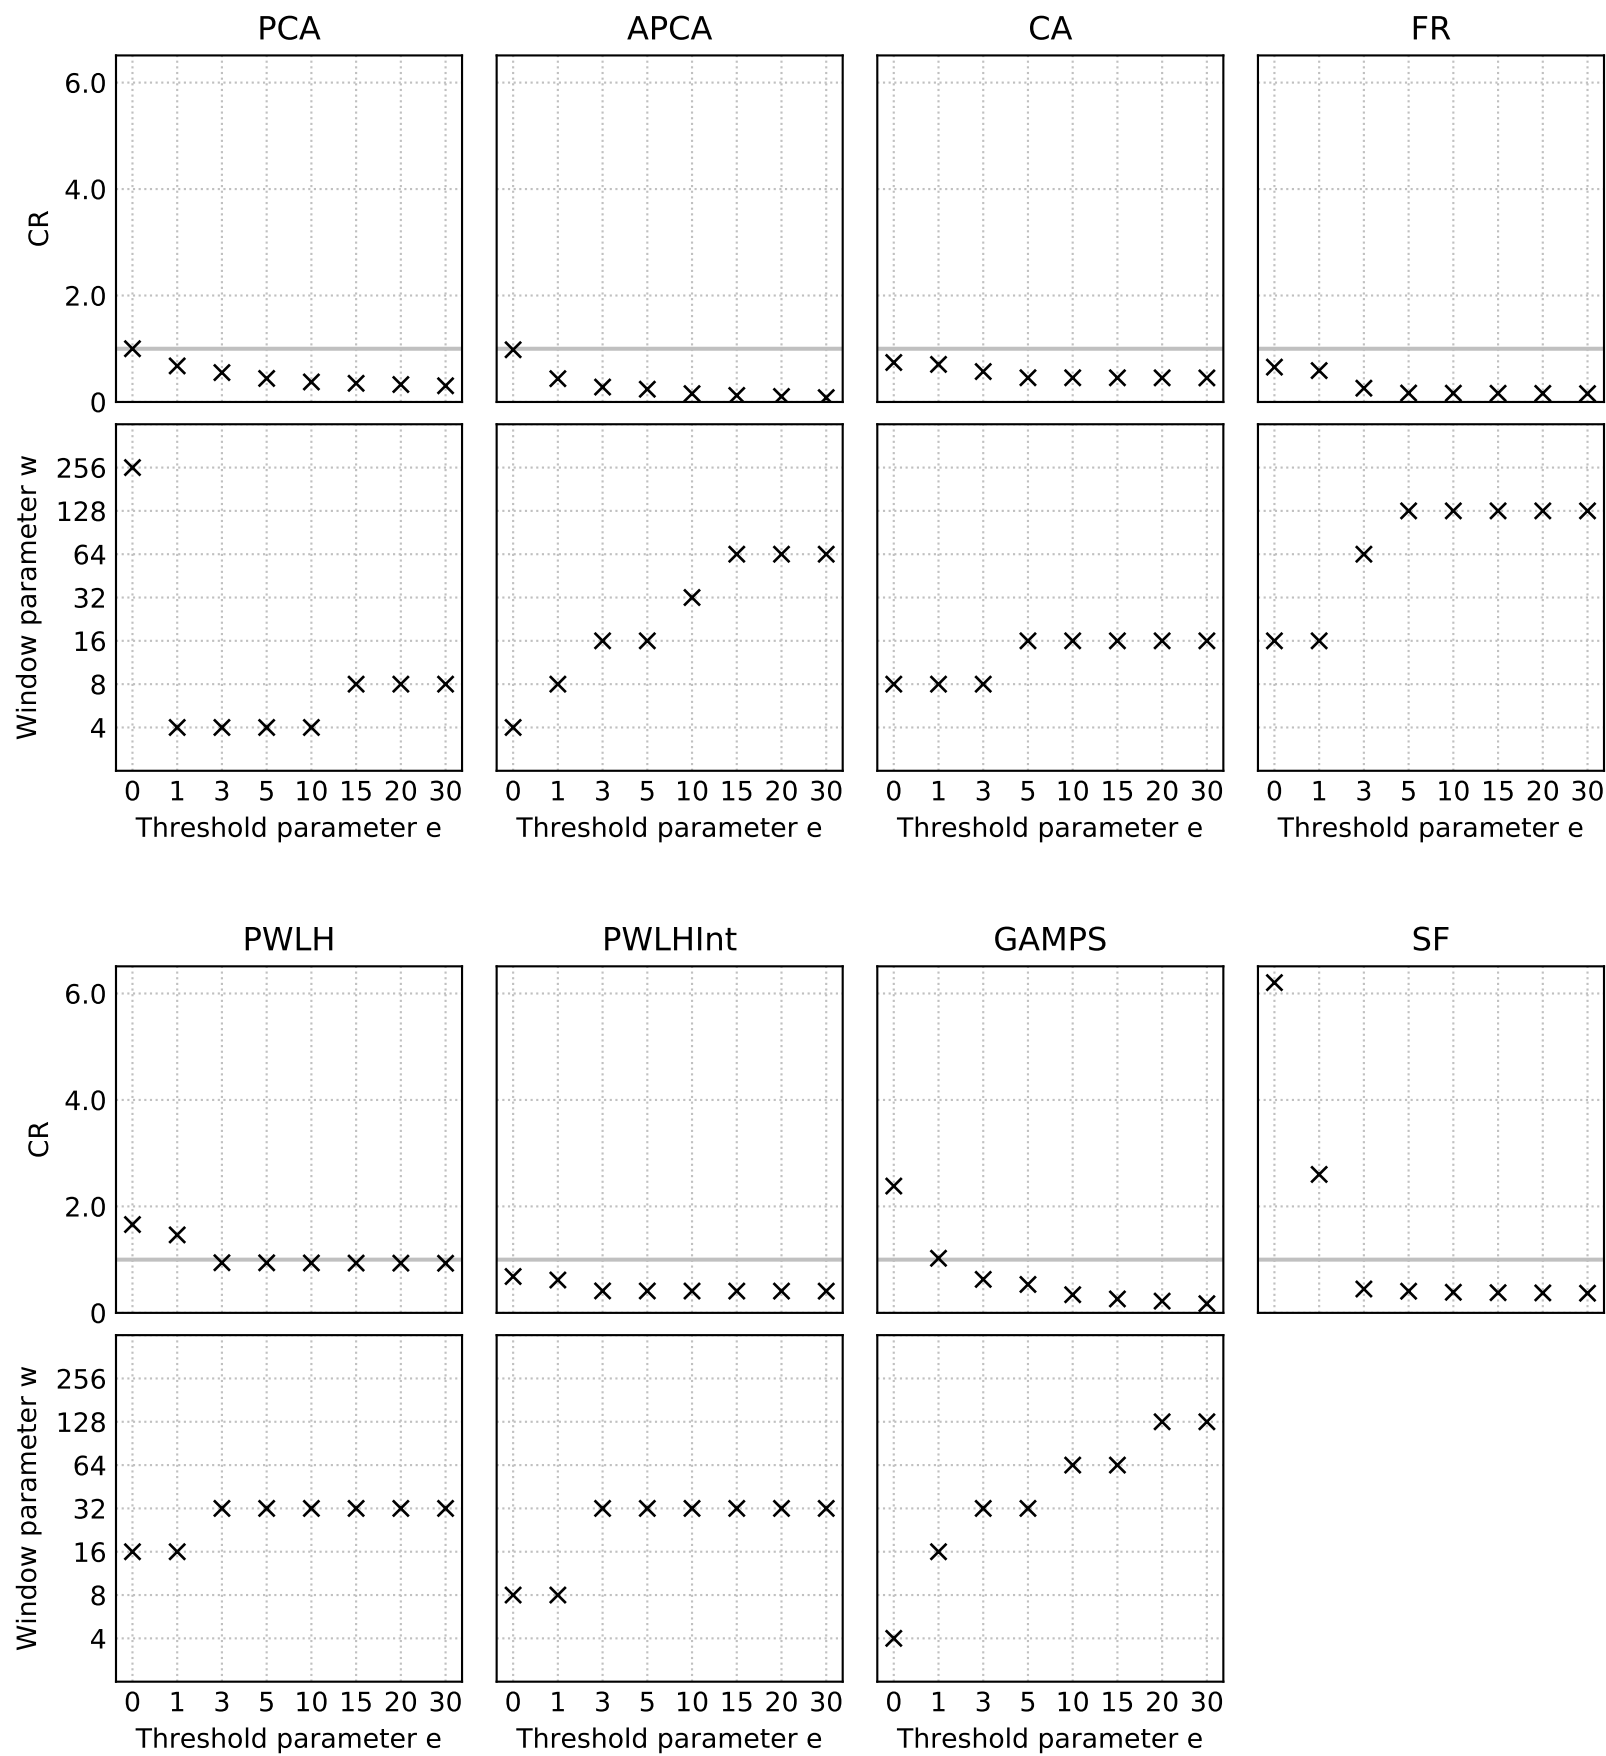 PCA APCA CA FR
6.0
4.0
CR
2.0
0
Window parameter w
256
128
64
32
16
8
4
0 1 3 5 10 15 20 30 0 1 3 5 10 15 20 30 0 1 3 5 10 15 20 30 0 1 3 5 10 15 20 30
Threshold parameter e Threshold parameter e Threshold parameter e Threshold parameter e
PWLH PWLHInt GAMPS SF
6.0
4.0
CR
2.0
0
Window parameter w
256
128
64
32
16
8
4
0 1 3 5 10 15 20 30 0 1 3 5 10 15 20 30 0 1 3 5 10 15 20 30
Threshold parameter e Threshold parameter e Threshold parameter e